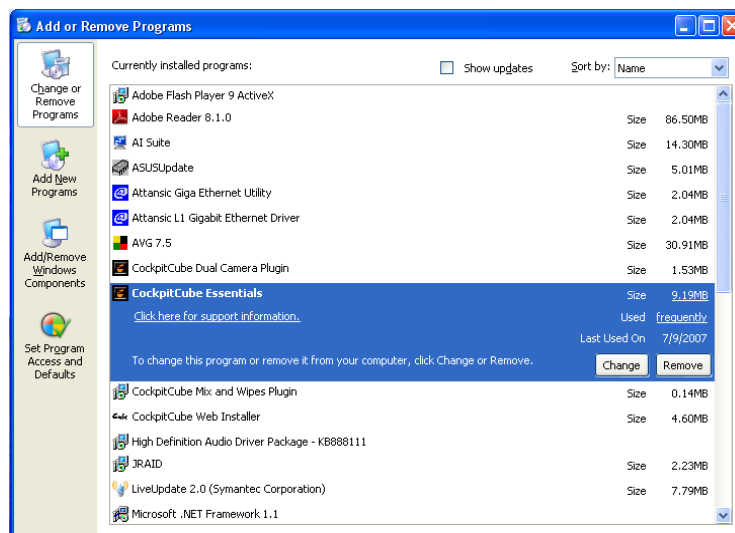 Add or Remove Programs
Change or
Remove
Programs
Add New
Programs
Add/Remove
Windows
Components
Set Program
Access and
Defaults
Currently installed programs:
Show updates
Sort by: Name
Adobe Flash Player 9 ActiveX
Adobe Reader 8.1.0 Size 86.50MB
AI Suite Size 14.30MB
ASUSUpdate Size 5.01MB
Attansic Giga Ethernet Utility Size 2.04MB
Attansic L1 Gigabit Ethernet Driver Size 2.04MB
AVG 7.5 Size 30.91MB
CockpitCube Dual Camera Plugin Size 1.53MB
CockpitCube Essentials Size 9.19MB
Click here for support information. Used frequently
Last Used On 7/9/2007
To change this program or remove it from your computer, click Change or Remove. Change Remove
CockpitCube Mix and Wipes Plugin Size 0.14MB
CockpitCube Web Installer Size 4.60MB
High Definition Audio Driver Package - KB888111
JRAID Size 2.23MB
LiveUpdate 2.0 (Symantec Corporation) Size 7.79MB
Microsoft .NET Framework 1.1